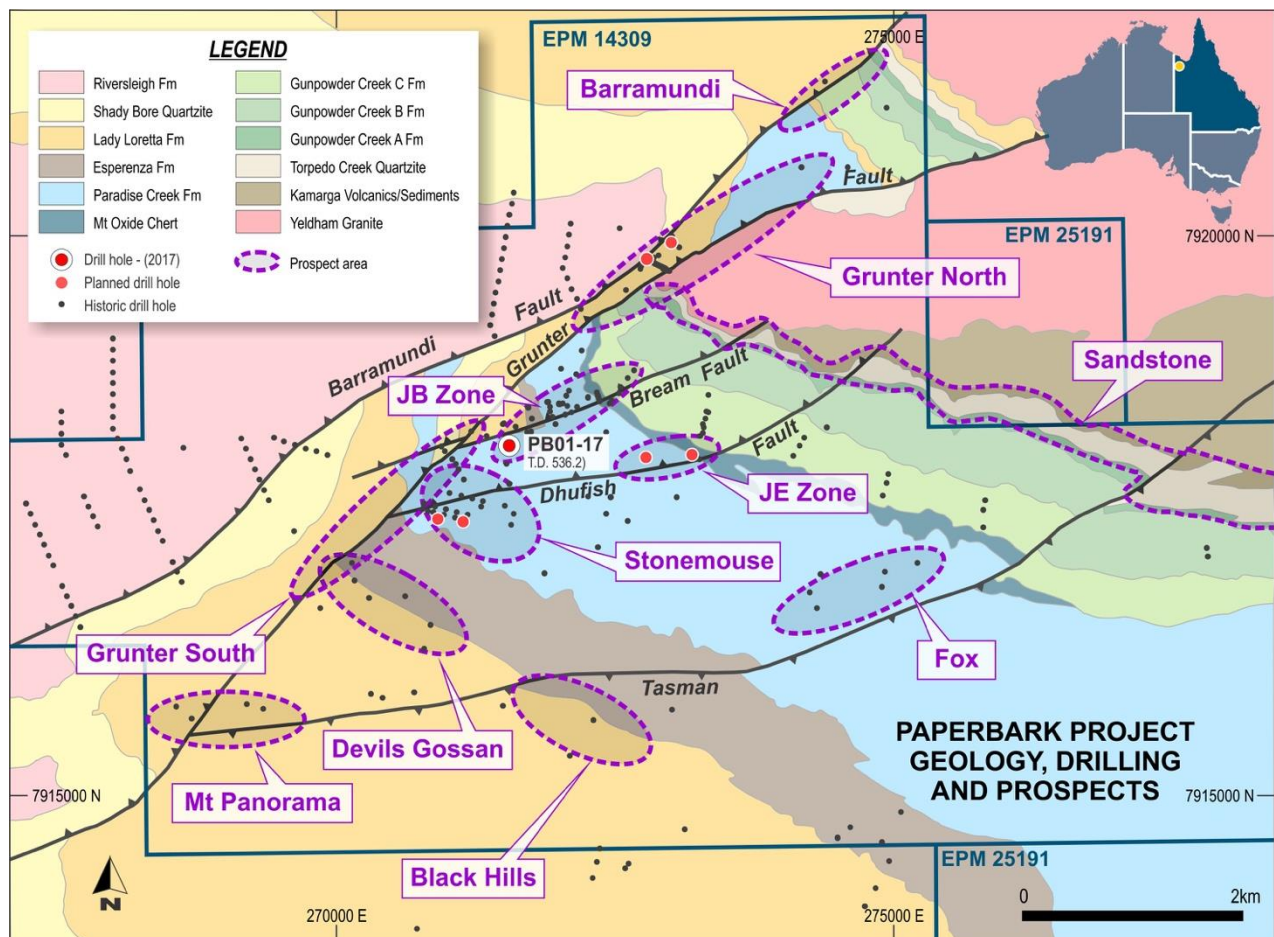 LEGEND
Riversleigh Fm
Shady Bore Quartzite
Lady Loretta Fm
Esperenza Fm
Paradise Creek Fm
Mt Oxide Chert
Gunpowder Creek C Fm
Gunpowder Creek B Fm
Gunpowder Creek A Fm
Torpedo Creek Quartzite
Kamarga Volcanics/Sediments
Yeldham Granite
Drill hole - (2017)
Planned drill hole
Historic drill hole
Prospect area
EPM 14309
275000 E
Barramundi
Fault
7920000 N
EPM 25191
Grunter North
Sandstone
Barramundi
Fault
Grunter
JB Zone
Bream
Fault
PB01-17
T.D. 536.2)
Fault
Dhufish
JE Zone
Stonemouse
Grunter South
Fox
Tasman
Devils Gossan
Mt Panorama
PAPERBARK PROJECT
GEOLOGY, DRILLING
AND PROSPECTS
7915000 N
7915000 N
Black Hills
EPM 25191
N
270000 E
275000 E
0
2km